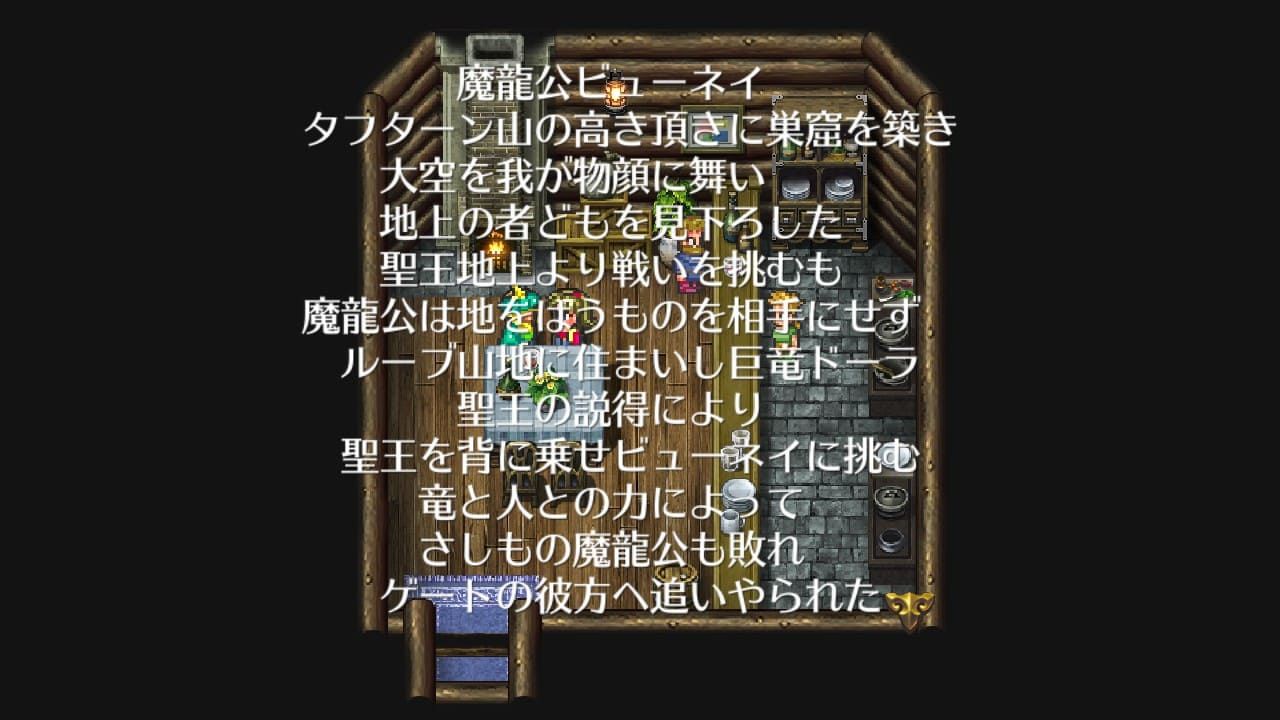 魔龍公ビューネイ
タフターン山の高さ頂さに巣窟を築き
大空を我が物顔に舞い
地上の者どもを見下ろした
聖王地上より戦いを挑むも
魔龍公は地をはうものを相手にせず
ルーブ山地に住まいし巨竜ドーラ
聖王の説得により
聖王を背に乗せビューネイに挑む
竜と人との力によって
さしもの魔龍公も敗れ
ゲートの彼方へ追いやられた